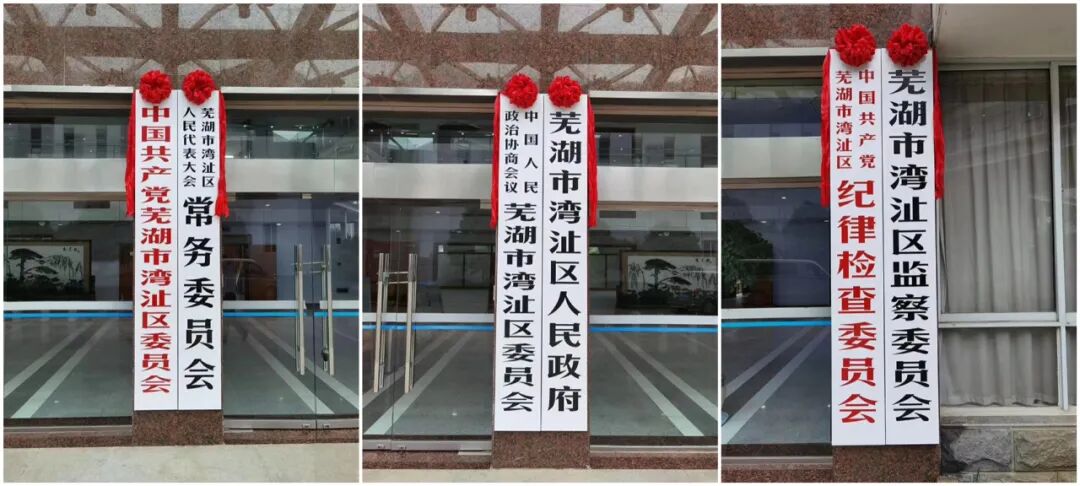 中国共产党芜湖市湾沚区委员会
芜湖市湾沚区
人民代表大会
常务委员会
中国人民
政治协商会议
芜湖市湾沚区委员会
芜湖市湾沚区人民政府
中国共产党
芜湖市湾沚区
纪律检查委员会
芜湖市湾沚区监察委员会